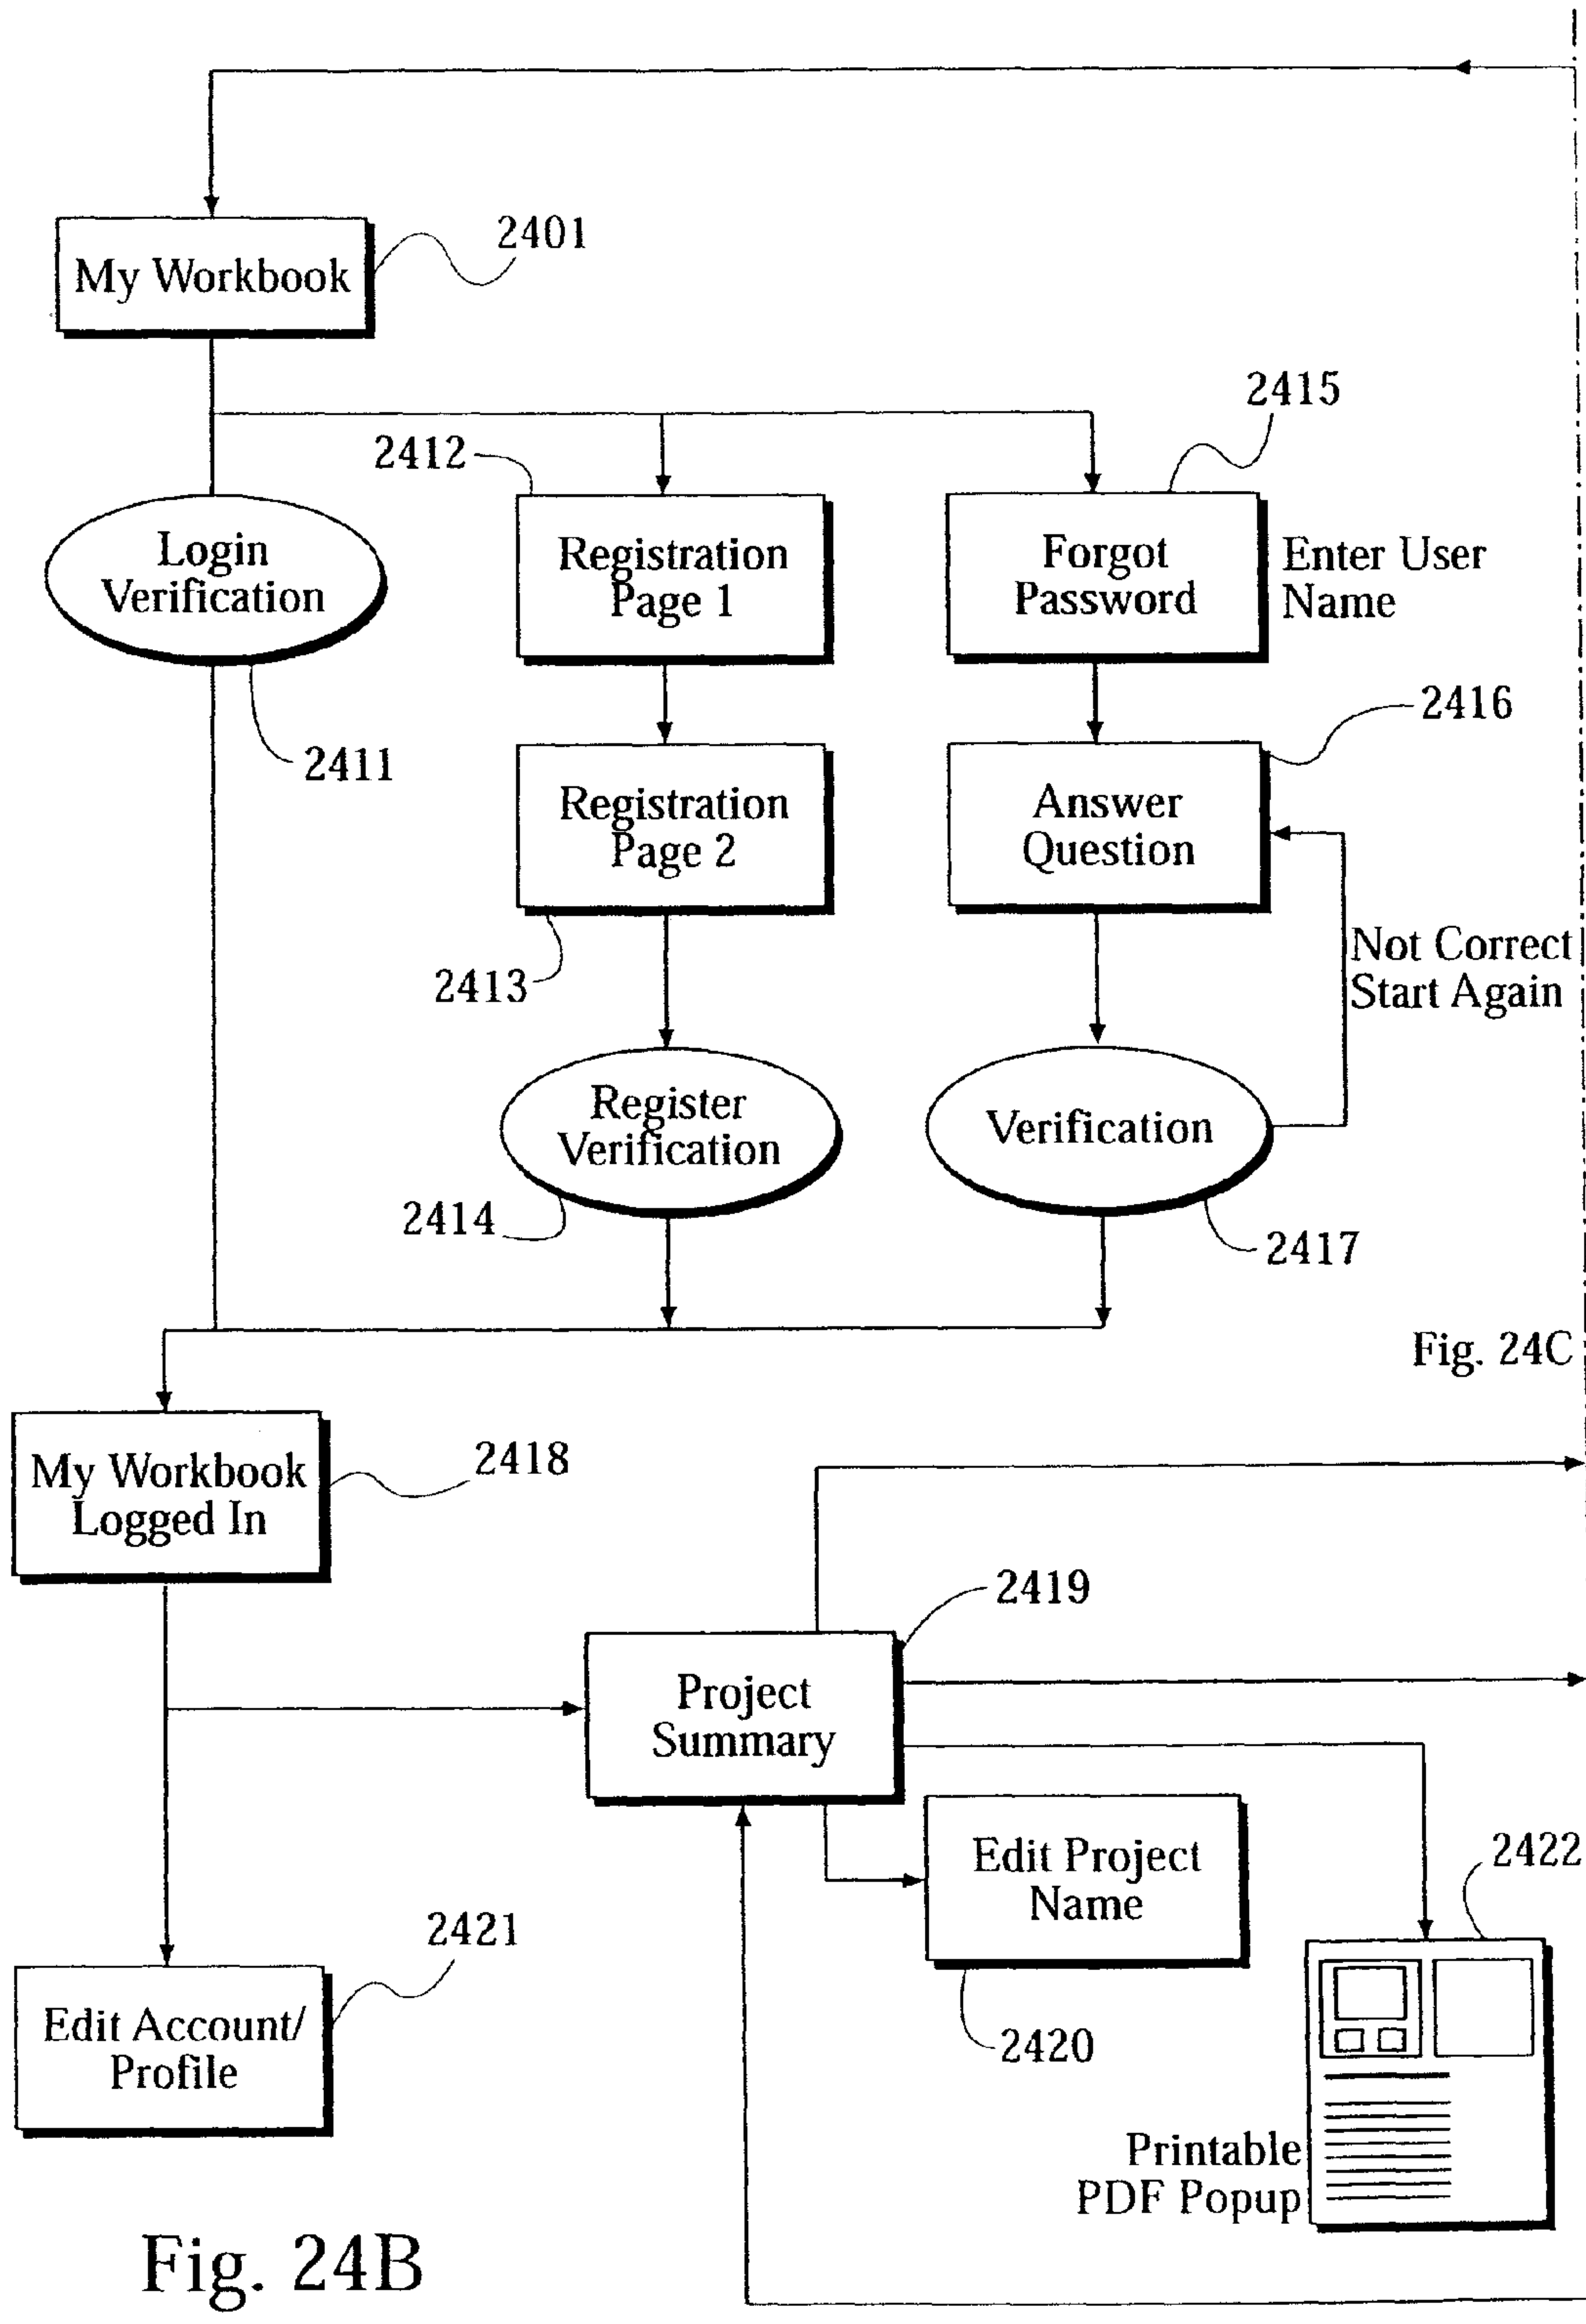 2401
My Workbook
2415
2412
Login
Verification
Registration
Page 1
Forgot
Password
Enter User
Name
2411
2416
Registration
Page 2
Answer
Question
2413
Not Correct
Start Again
Register
Verification
Verification
2414
2417
Fig. 24C
My Workbook
Logged In
2418
2419
Project
Summary
Edit Project
Name
2422
2421
2420
Edit Account/
Profile
Printable
PDF Popup
Fig. 24B